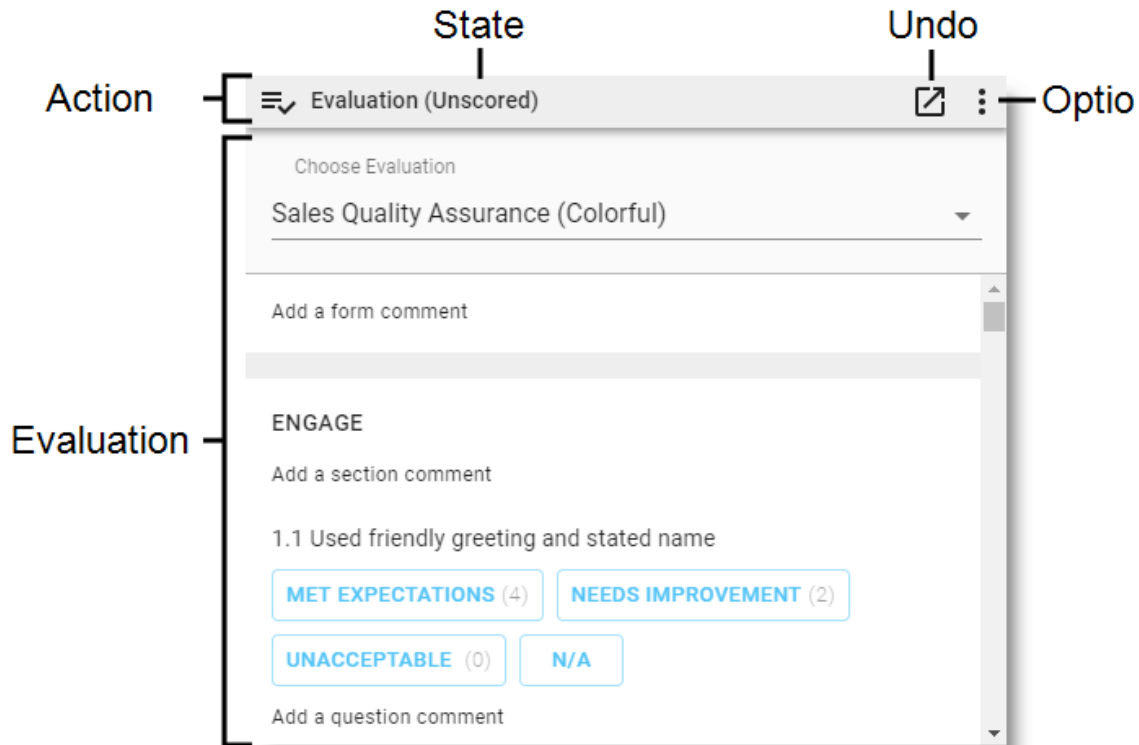 State
Undo
Action
Evaluation (Unscored)
Optio
Choose Evaluation
Sales Quality Assurance (Colorful)
Add a form comment
Evaluation
ENGAGE
Add a section comment
1.1 Used friendly greeting and stated name
MET EXPECTATIONS (4)
NEEDS IMPROVEMENT (2)
UNACCEPTABLE (0)
N/A
Add a question comment